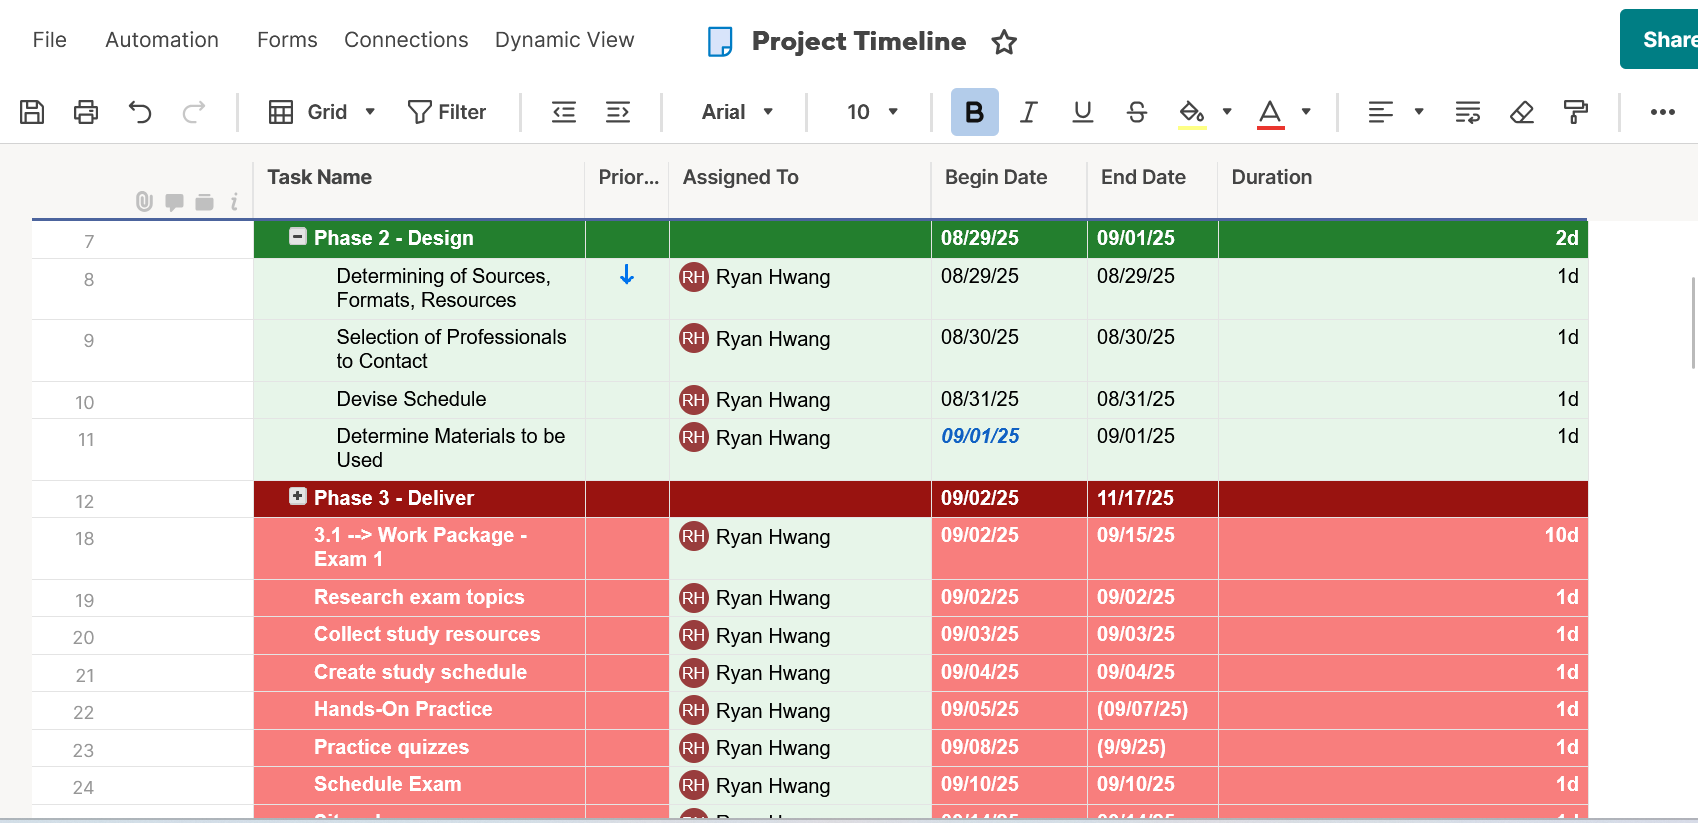 File Automation Forms Connections Dynamic View Project Timeline Share
Grid Filter Arial 10 B I U S A
Task Name Prior... Assigned To Begin Date End Date Duration
7 Phase 2 - Design 08/29/25 09/01/25 2d
8 Determining of Sources, RH Ryan Hwang 08/29/25 08/29/25 1d
Formats, Resources
9 Selection of Professionals RH Ryan Hwang 08/30/25 08/30/25 1d
to Contact
10 Devise Schedule RH Ryan Hwang 08/31/25 08/31/25 1d
11 Determine Materials to be RH Ryan Hwang 09/01/25 09/01/25 1d
Used
12 Phase 3 - Deliver 09/02/25 11/17/25
18 3.1 --> Work Package - RH Ryan Hwang 09/02/25 09/15/25 10d
Exam 1
19 Research exam topics RH Ryan Hwang 09/02/25 09/02/25 1d
20 Collect study resources RH Ryan Hwang 09/03/25 09/03/25 1d
21 Create study schedule RH Ryan Hwang 09/04/25 09/04/25 1d
22 Hands-On Practice RH Ryan Hwang 09/05/25 (09/07/25) 1d
23 Practice quizzes RH Ryan Hwang 09/08/25 (9/9/25) 1d
24 Schedule Exam RH Ryan Hwang 09/10/25 09/10/25 1d